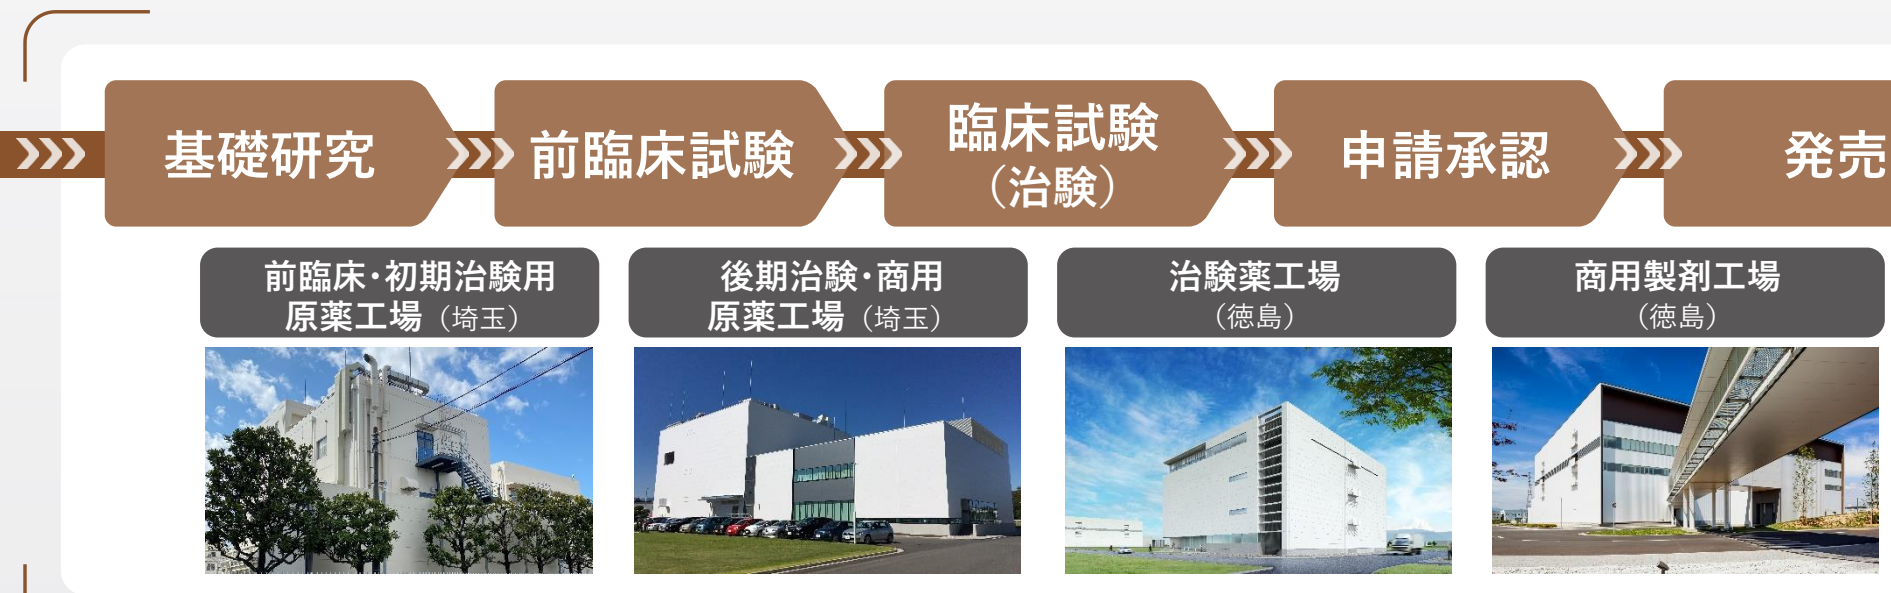 基礎研究
前臨床試験
臨床試験
（治験）
申請承認
発売
前臨床・初期治験用
原薬工場（埼玉）
後期治験・商用
原薬工場（埼玉）
治験薬工場
（徳島）
商用製剤工場
（徳島）